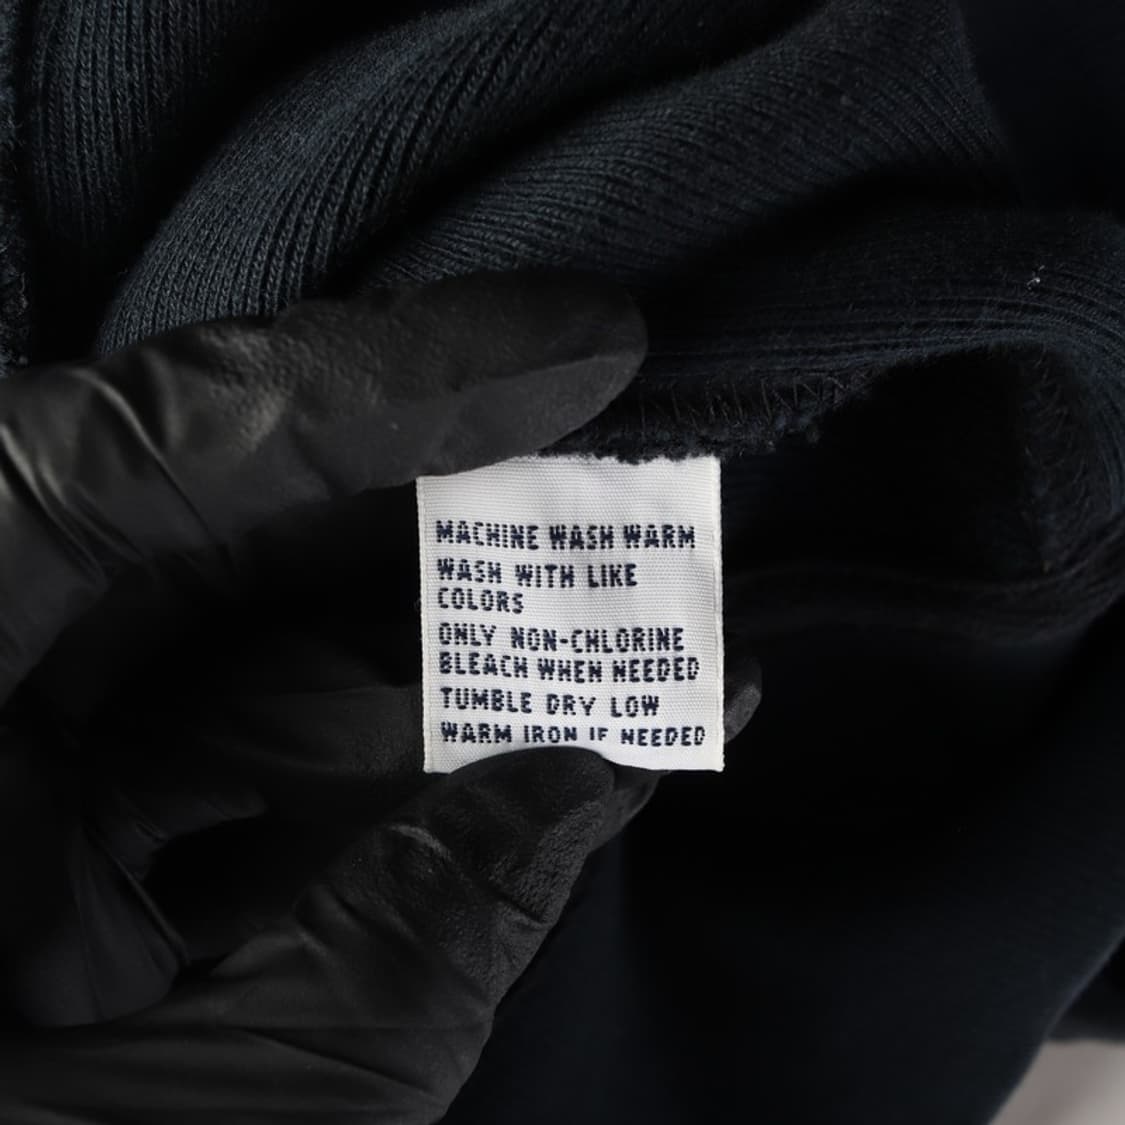 MACHINE WASH WARM
WASH WITH LIKE
COLORS
ONLY NON-CHLORINE
BLEACH WHEN NEEDED
TUMBLE DRY LOW
WARM IRON IF NEEDED